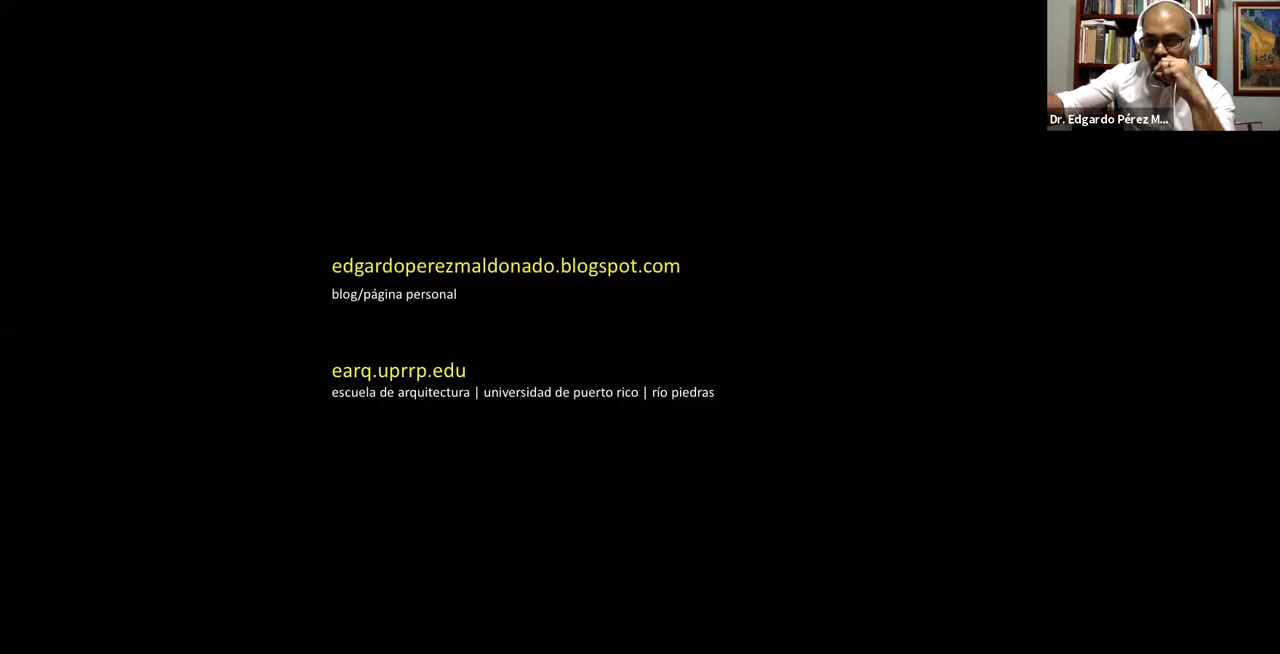 Dr. Edgardo Pérez M...
edgardoperezmaldonado.blogspot.com
blog/página personal
earq.uprrp.edu
escuela de arquitectura | universidad de puerto rico | río piedras